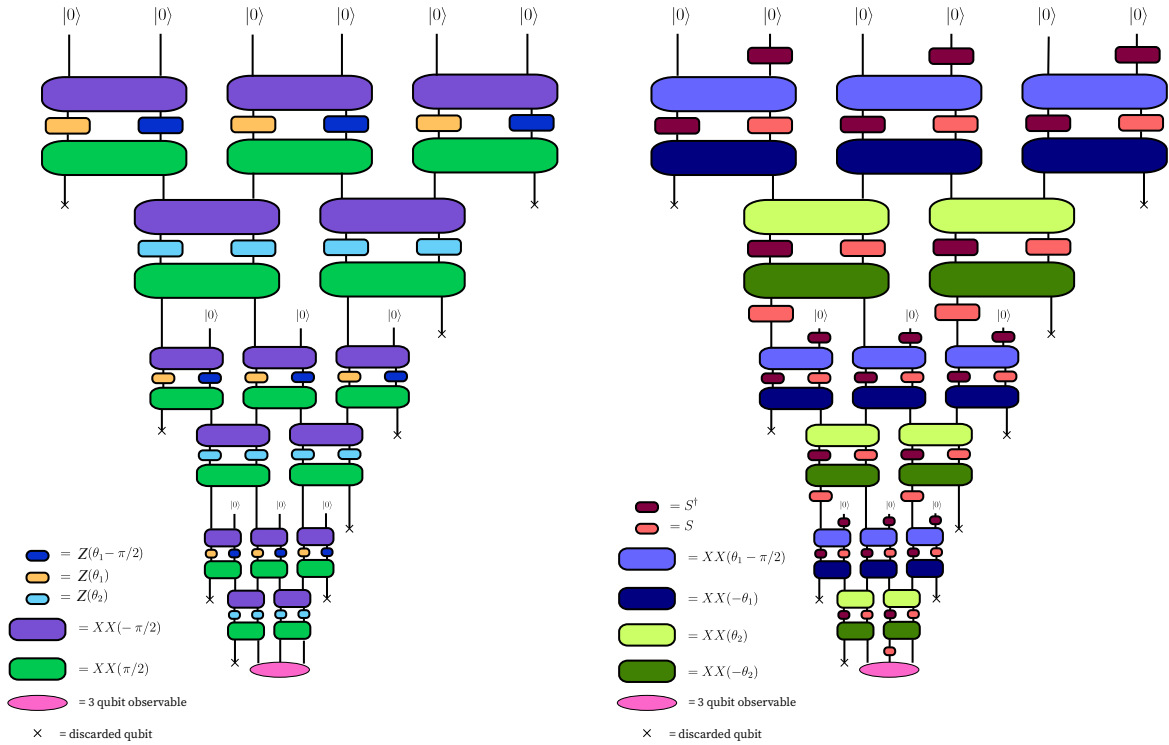 |0⟩ |0⟩ |0⟩ |0⟩ |0⟩ |0⟩
|0⟩ |0⟩ |0⟩
|0⟩ |0⟩ |0⟩
= Z(θ₁ − π/2)
= Z(θ₁)
= Z(θ₂)
= XX(− π/2)
= XX(π/2)
= 3 qubit observable
× = discarded qubit
|0⟩ |0⟩ |0⟩ |0⟩ |0⟩ |0⟩
|0⟩ |0⟩ |0⟩
|0⟩ |0⟩ |0⟩
= S†
= S
= XX(θ₁ − π/2)
= XX(−θ₁)
= XX(θ₂)
= XX(−θ₂)
= 3 qubit observable
× = discarded qubit